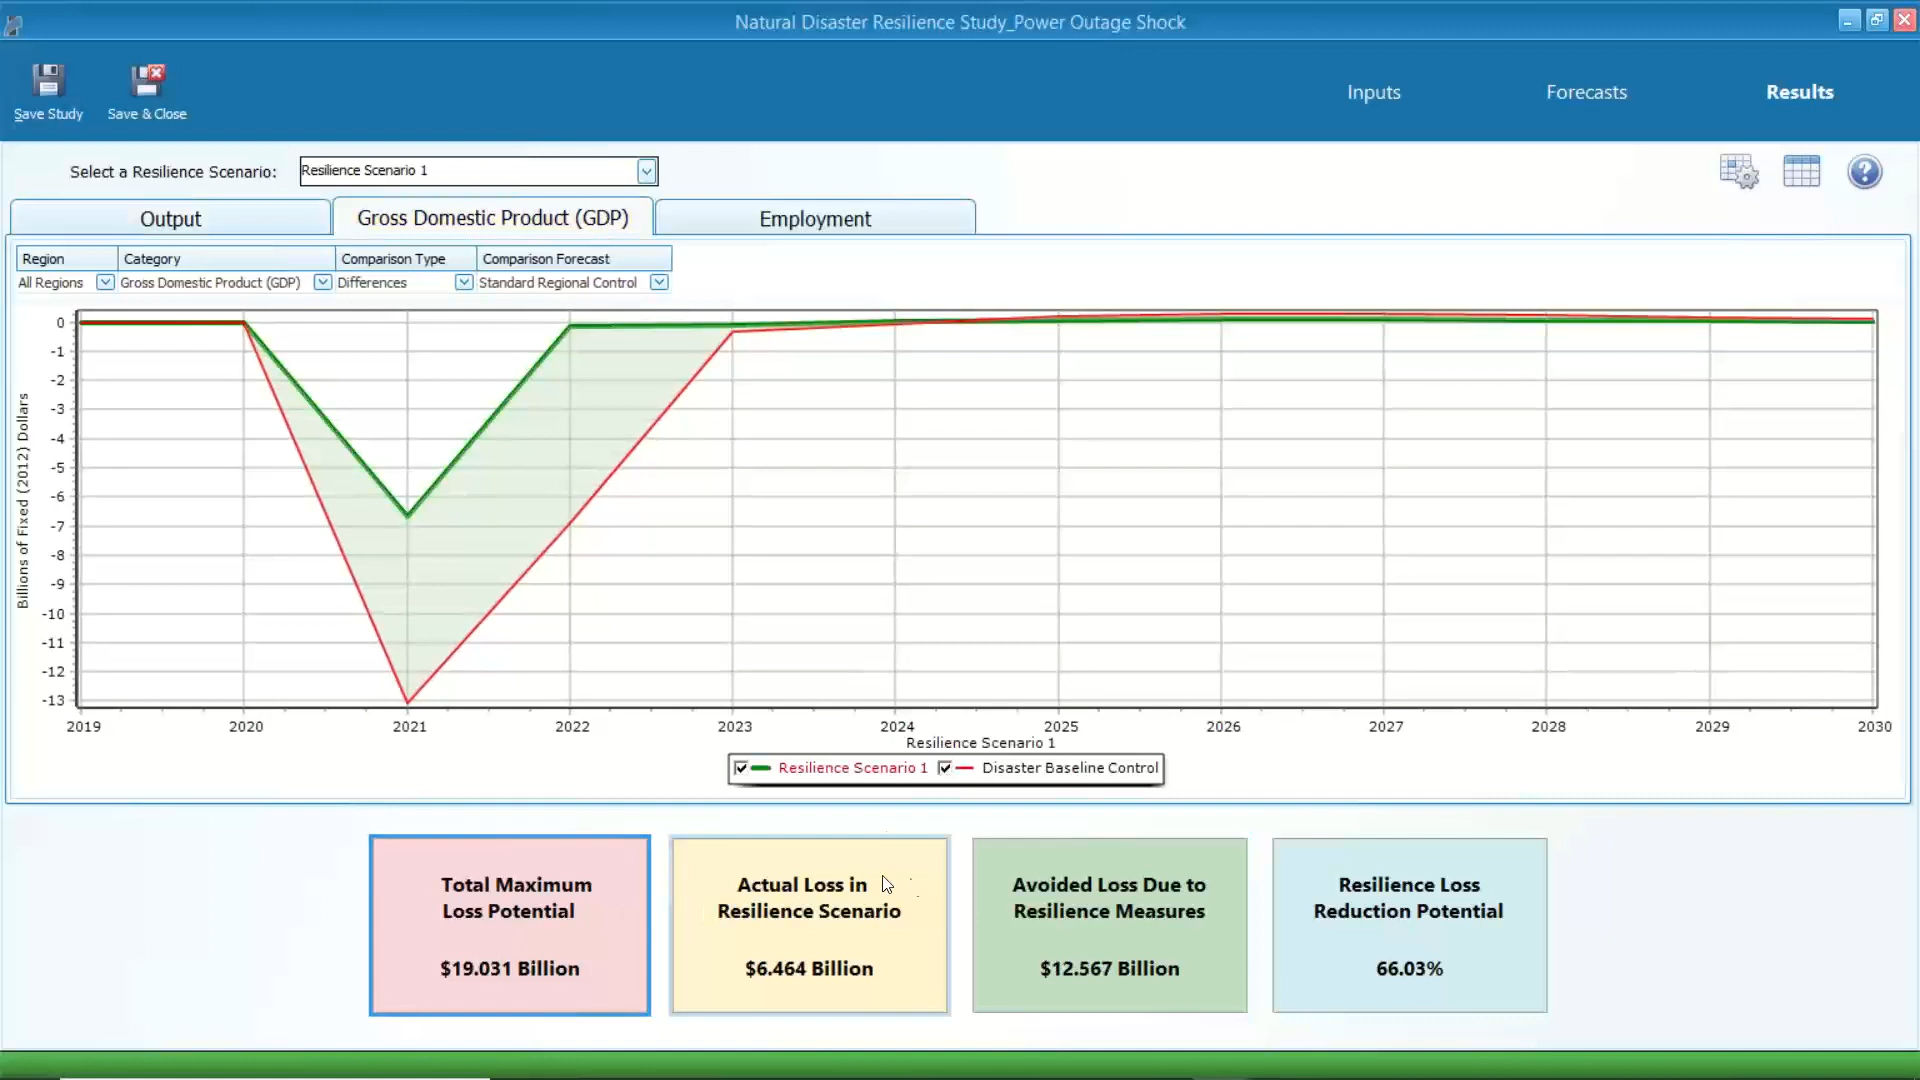 Natural Disaster Resilience Study_Power Outage Shock
Save Study
Save & Close
Inputs
Forecasts
Results
Select a Resilience Scenario:
Resilience Scenario 1
Output
Gross Domestic Product (GDP)
Employment
Region
Category
Comparison Type
Comparison Forecast
All Regions
Gross Domestic Product (GDP)
Differences
Standard Regional Control
Billions of Fixed (2012) Dollars
0
-1
-2
-3
-4
-5
-6
-7
-8
-9
-10
-11
-12
-13
2019 2020 2021 2022 2023 2024 2025 2026 2027 2028 2029 2030
Resilience Scenario 1
Resilience Scenario 1
Disaster Baseline Control
Total Maximum
Loss Potential
$19.031 Billion
Actual Loss in
Resilience Scenario
$6.464 Billion
Avoided Loss Due to
Resilience Measures
$12.567 Billion
Resilience Loss
Reduction Potential
66.03%